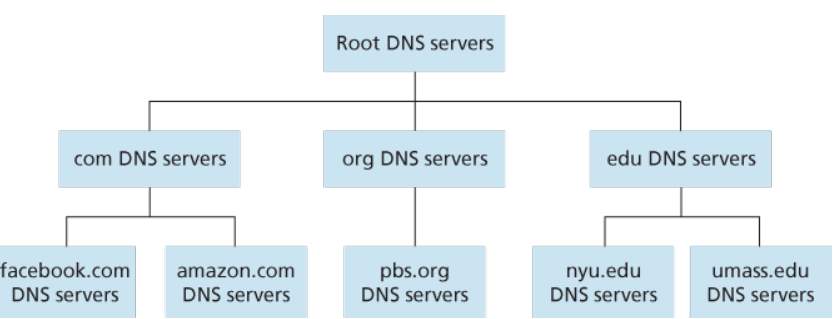 Root DNS servers
com DNS servers
org DNS servers
edu DNS servers
facebook.com
DNS servers
amazon.com
DNS servers
pbs.org
DNS servers
nyu.edu
DNS servers
umass.edu
DNS servers